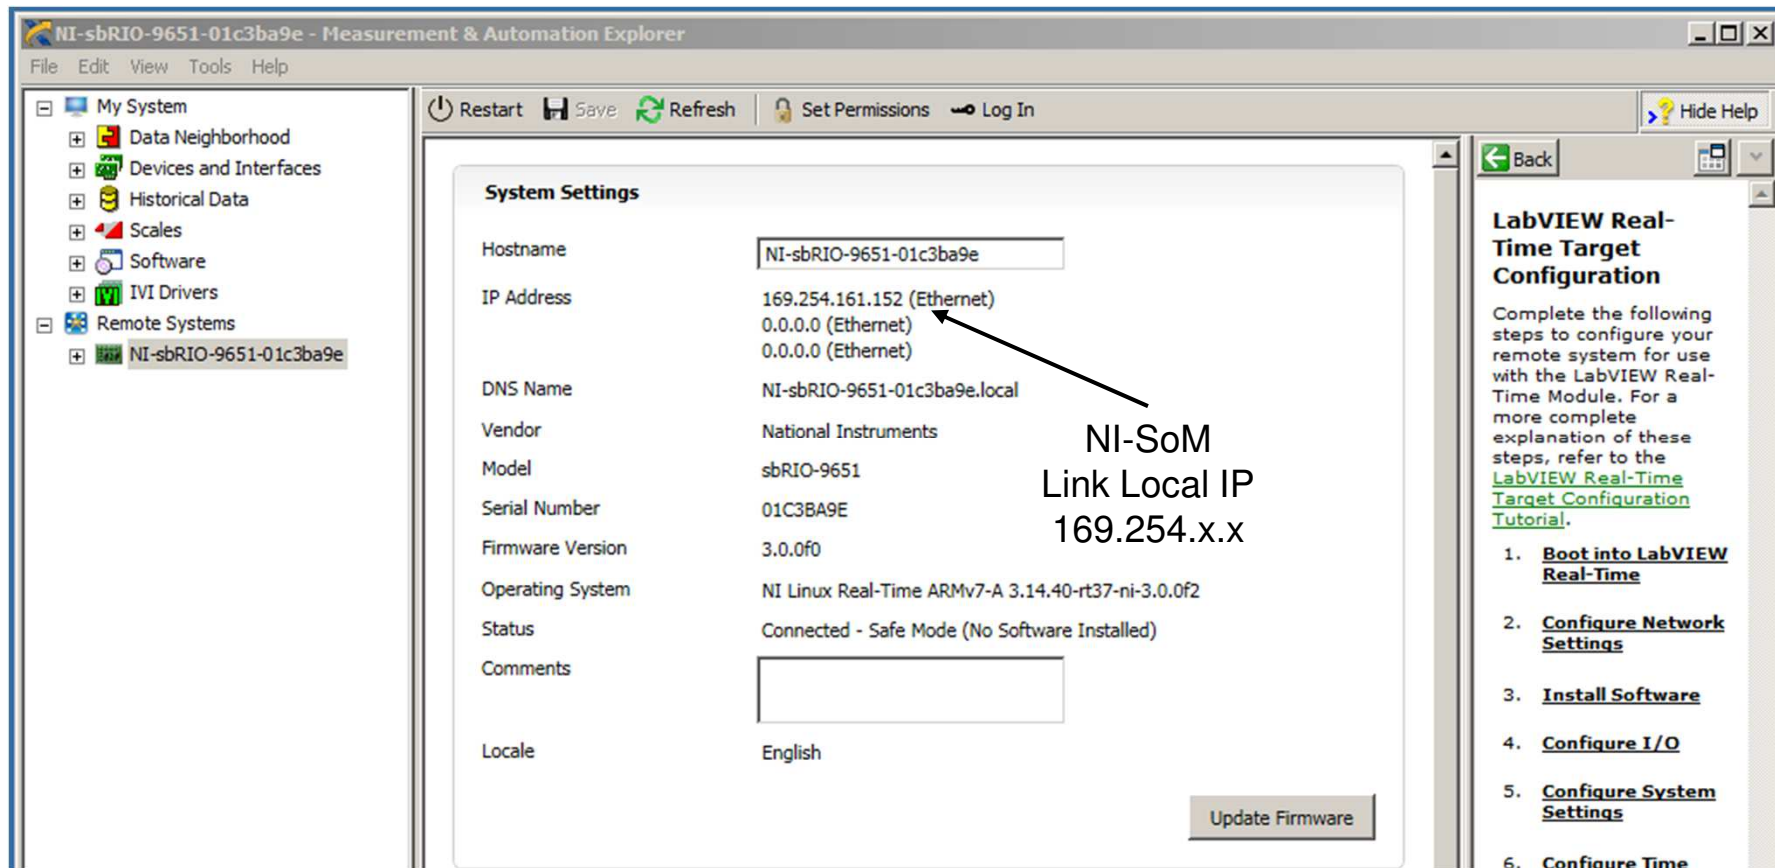 NI-sbRIO-9651-01c3ba9e - Measurement & Automation Explorer
File Edit View Tools Help
My System
Data Neighborhood
Devices and Interfaces
Historical Data
Scales
Software
IVI Drivers
Remote Systems
NI-sbRIO-9651-01c3ba9e
Restart Save Refresh Set Permissions Log In
Hide Help
System Settings
Hostname NI-sbRIO-9651-01c3ba9e
IP Address 169.254.161.152 (Ethernet)
0.0.0.0 (Ethernet)
0.0.0.0 (Ethernet)
DNS Name NI-sbRIO-9651-01c3ba9e.local
Vendor National Instruments
Model sbRIO-9651
Serial Number 01C3BA9E
Firmware Version 3.0.0f0
Operating System NI Linux Real-Time ARMv7-A 3.14.40-rt37-ni-3.0.0f2
Status Connected - Safe Mode (No Software Installed)
Comments
Locale English
Update Firmware
NI-SoM
Link Local IP
169.254.x.x
Back
LabVIEW Real-
Time Target
Configuration
Complete the following
steps to configure your
remote system for use
with the LabVIEW Real-
Time Module. For a
more complete
explanation of these
steps, refer to the
LabVIEW Real-Time
Target Configuration
Tutorial.
1. Boot into LabVIEW
Real-Time
2. Configure Network
Settings
3. Install Software
4. Configure I/O
5. Configure System
Settings
6. Configure Time